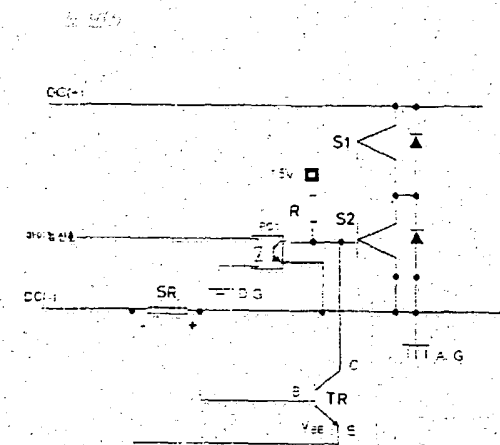 DC(+)
S1
15V
R
S2
PC1
DC(-)
SR
D.G
-
+
A.G
C
B
TR
VBE